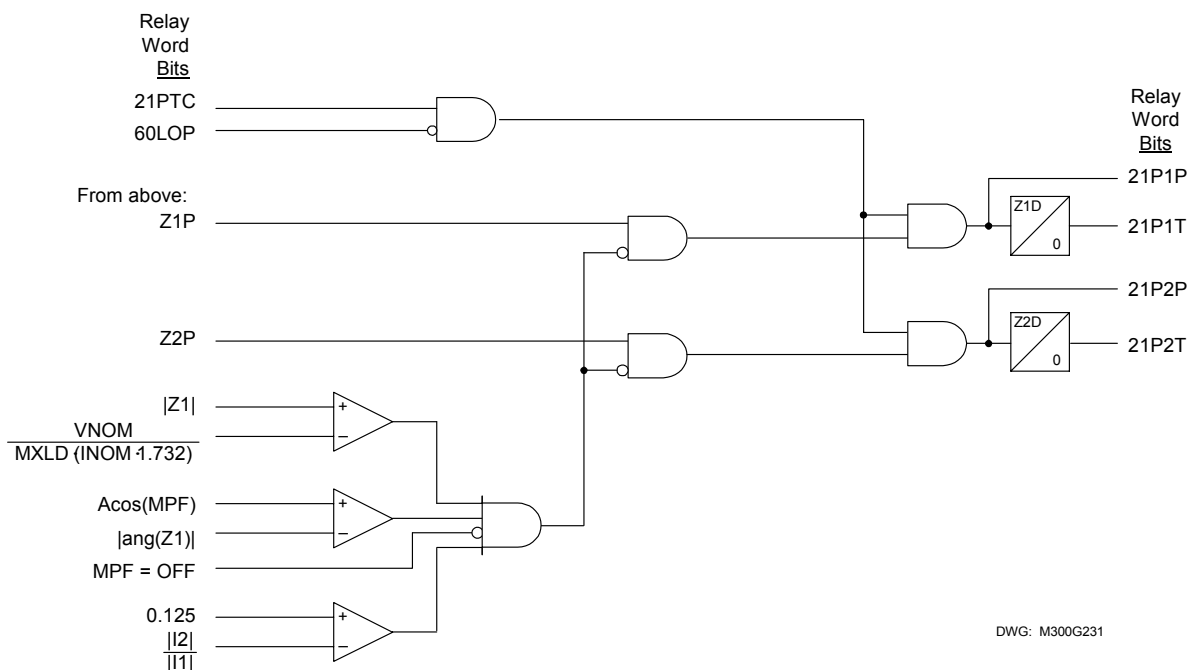 Relay
Word
Bits
21PTC
60LOP
From above:
Z1P
Z2P
|Z1|
VNOM
MXLD (INOM·1.732)
Acos(MPF)
|ang(Z1)|
MPF = OFF
0.125
|I2|
|I1|
+
−
+
−
+
−
Relay
Word
Bits
21P1P
Z1D
0
21P1T
21P2P
Z2D
0
21P2T
DWG: M300G231